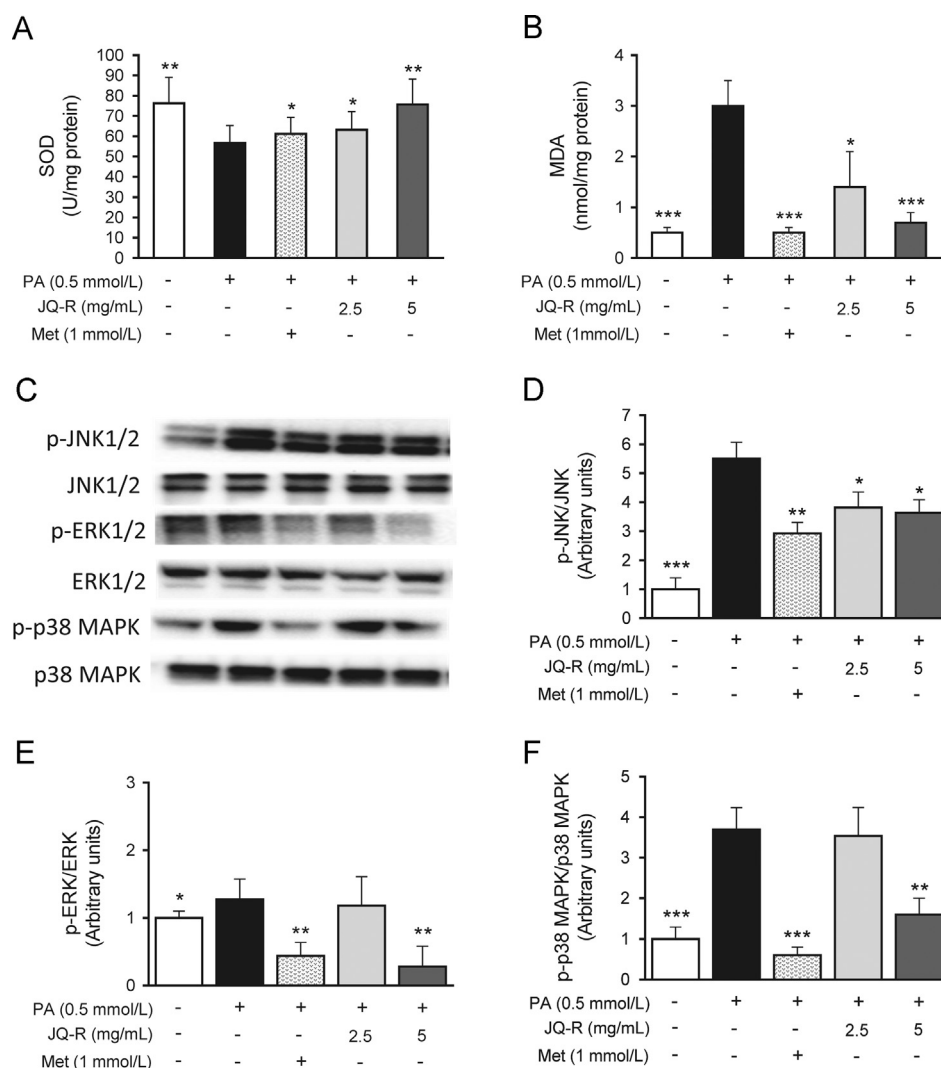 A
SOD
(U/mg protein)
100
90
80
70
60
50
40
30
20
10
0
** * * **
PA (0.5 mmol/L) - + + + +
JQ-R (mg/mL) - - - 2.5 5
Met (1 mmol/L) - - + - -
B
MDA
(nmol/mg protein)
4
3
2
1
0
*** *** * ***
PA (0.5 mmol/L) - + + + +
JQ-R (mg/mL) - - - 2.5 5
Met (1mmol/L) - - + - -
C
p-JNK1/2
JNK1/2
p-ERK1/2
ERK1/2
p-p38 MAPK
p38 MAPK
D
p-JNK/JNK
(Arbitrary units)
7
6
5
4
3
2
1
0
*** ** * *
PA (0.5 mmol/L) - + + + +
JQ-R (mg/mL) - - - 2.5 5
Met (1 mmol/L) - - + - -
E
p-ERK/ERK
(Arbitrary units)
3
2
1
0
* ** **
PA (0.5 mmol/L) - + + + +
JQ-R (mg/mL) - - - 2.5 5
Met (1 mmol/L) - - + - -
F
p-p38 MAPK/p38 MAPK
(Arbitrary units)
5
4
3
2
1
0
*** *** **
PA (0.5 mmol/L) - + + + +
JQ-R (mg/mL) - - - 2.5 5
Met (1 mmol/L) - - + - -